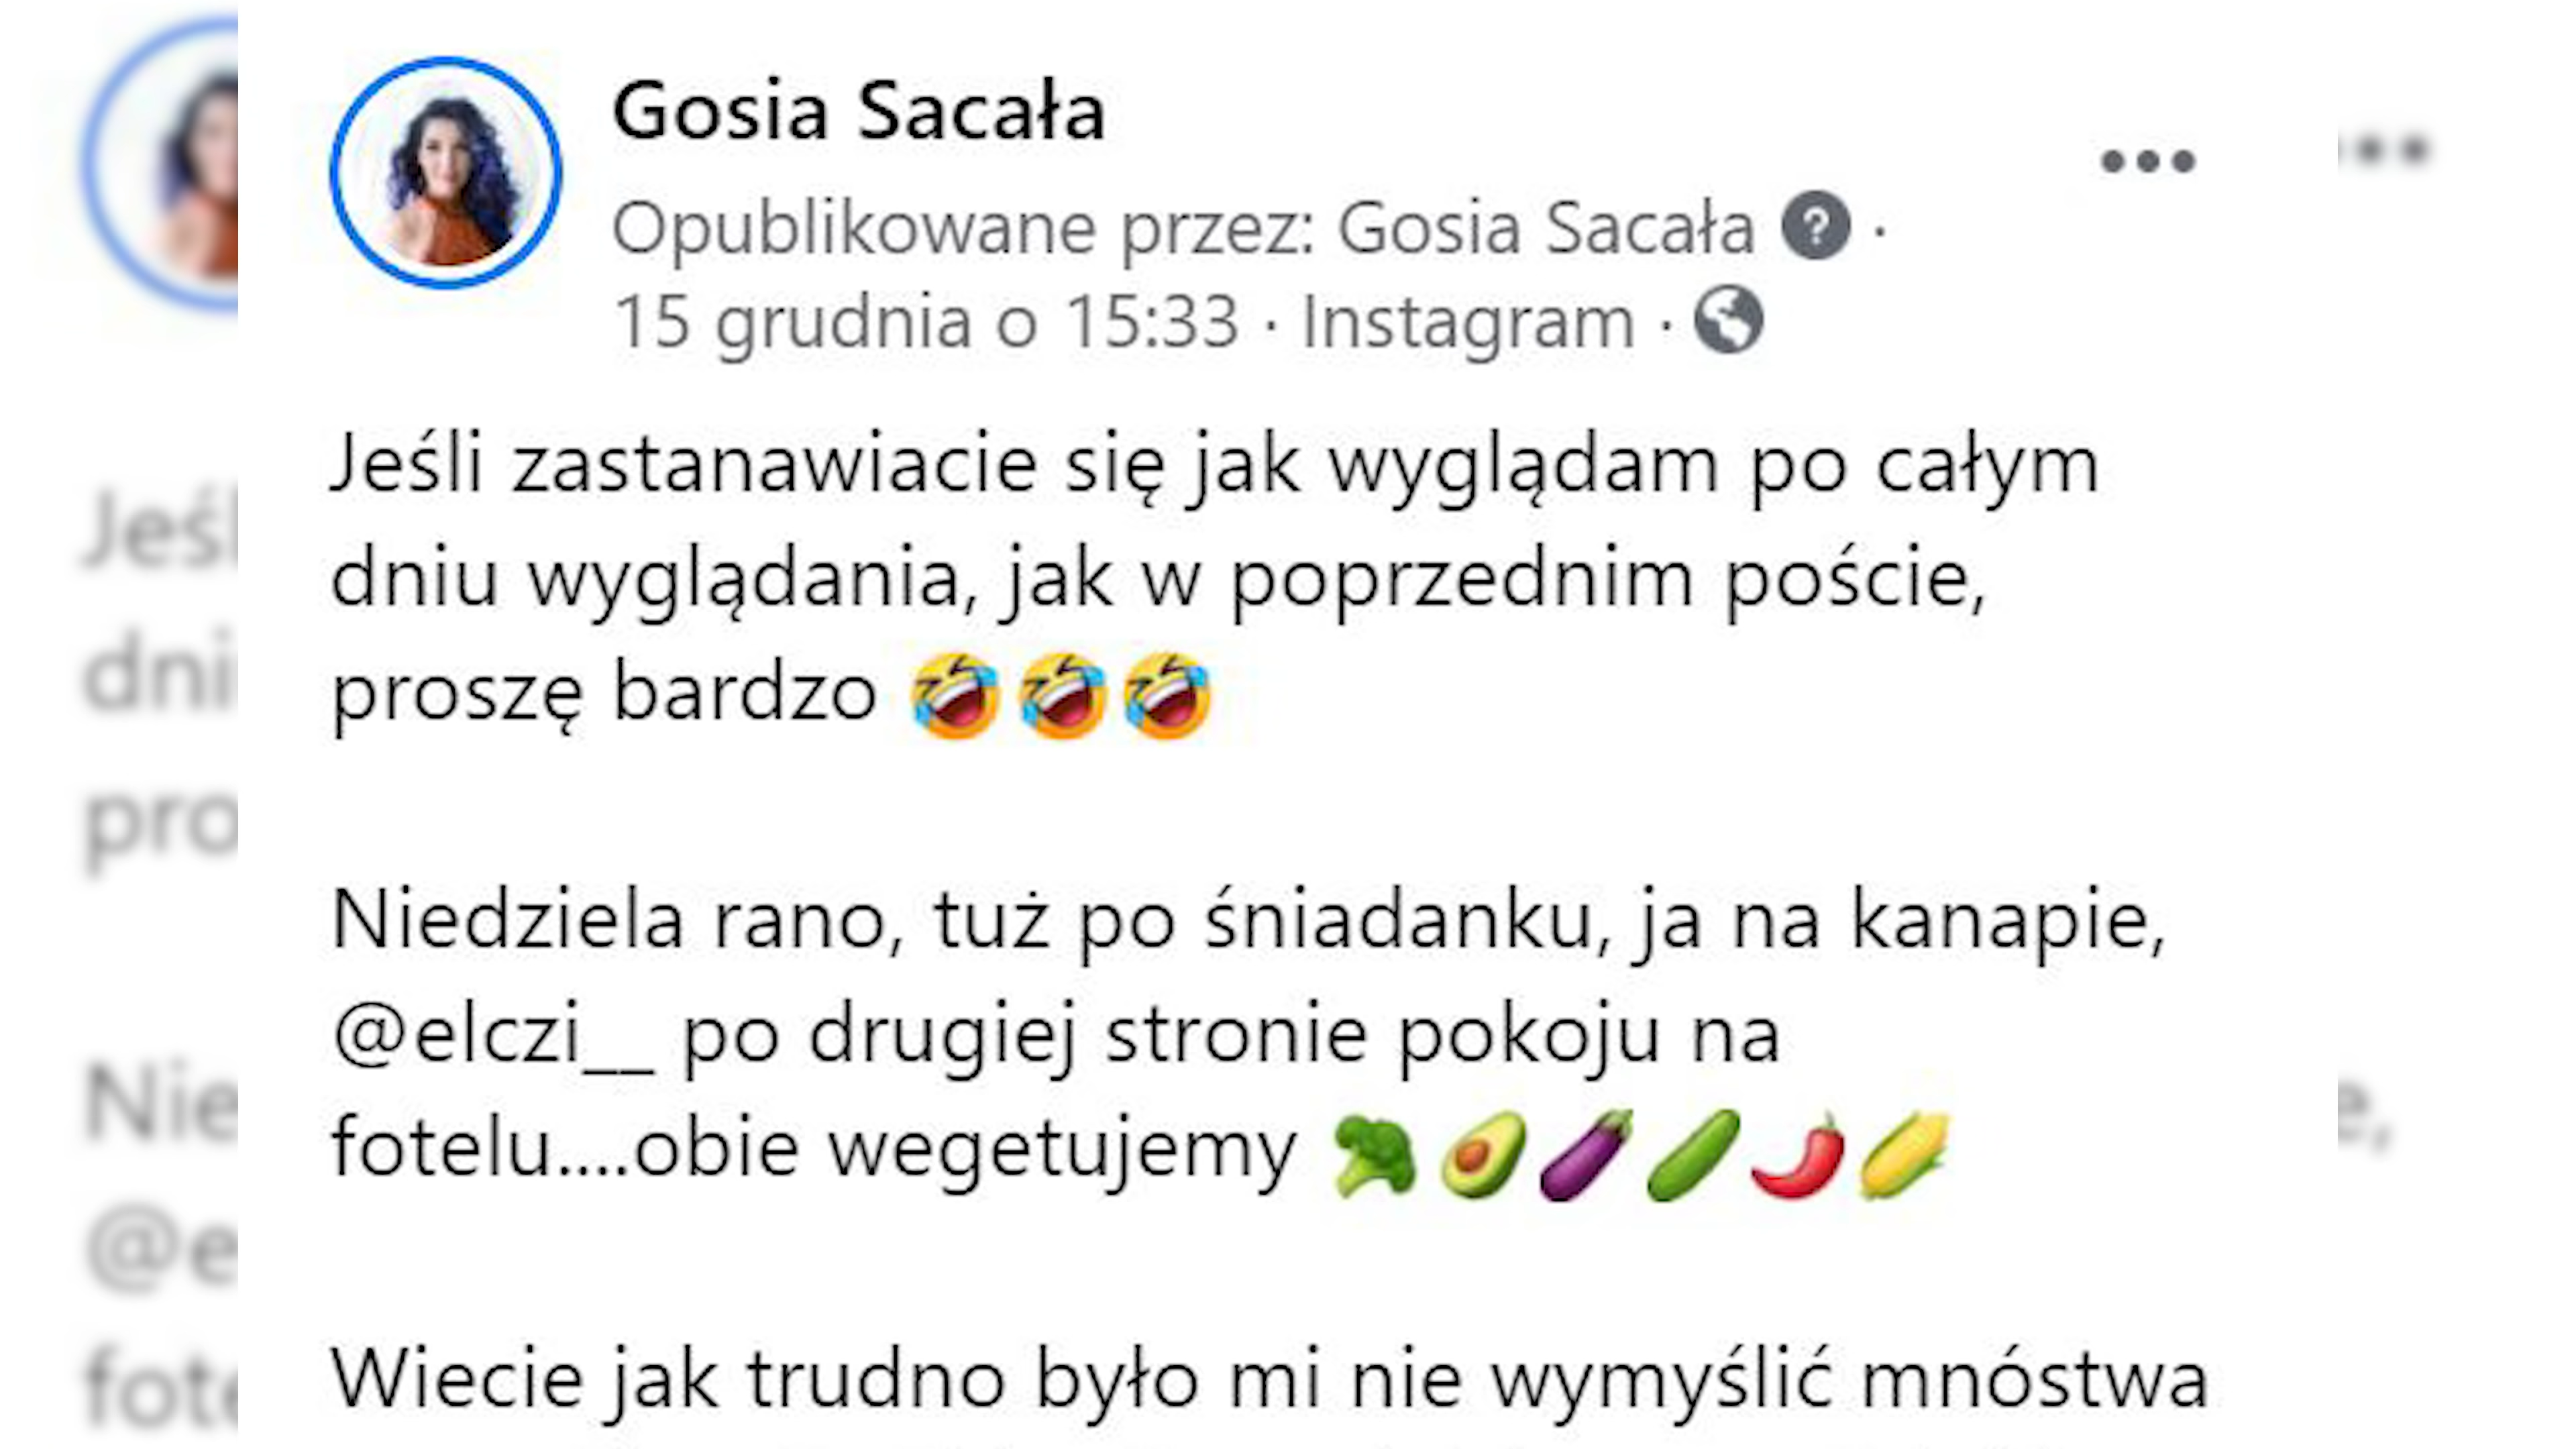 Gosia Sacała
Opublikowane przez: Gosia Sacała ·
15 grudnia o 15:33 · Instagram ·
Jeśli zastanawiacie się jak wyglądam po całym
dniu wyglądania, jak w poprzednim poście,
proszę bardzo 🤣🤣🤣
Niedziela rano, tuż po śniadanku, ja na kanapie,
@elczi__ po drugiej stronie pokoju na
fotelu....obie wegetujemy 🥦🥑🍆🥒🌶️🌽
Wiecie jak trudno było mi nie wymyślić mnóstwa